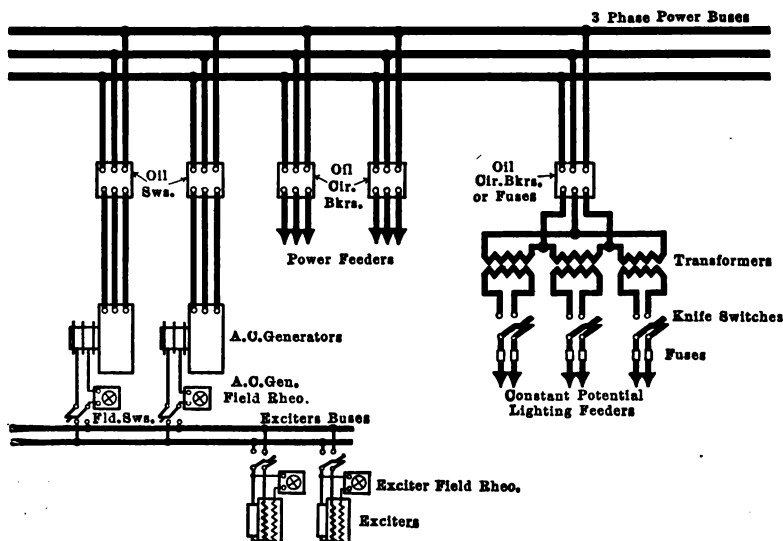 3 Phase Power Buses
Oil
Sws.
Oil
Cir.
Bkrs.
Oil
Cir.Bkrs.
or Fuses
Power Feeders
Transformers
Knife Switches
A.C.Generators
Fuses
A.C.Gen.
Field Rheo.
Constant Potential
Lighting Feeders
Fld.Sws.
Exciters Buses
Exciter Field Rheo.
Exciters